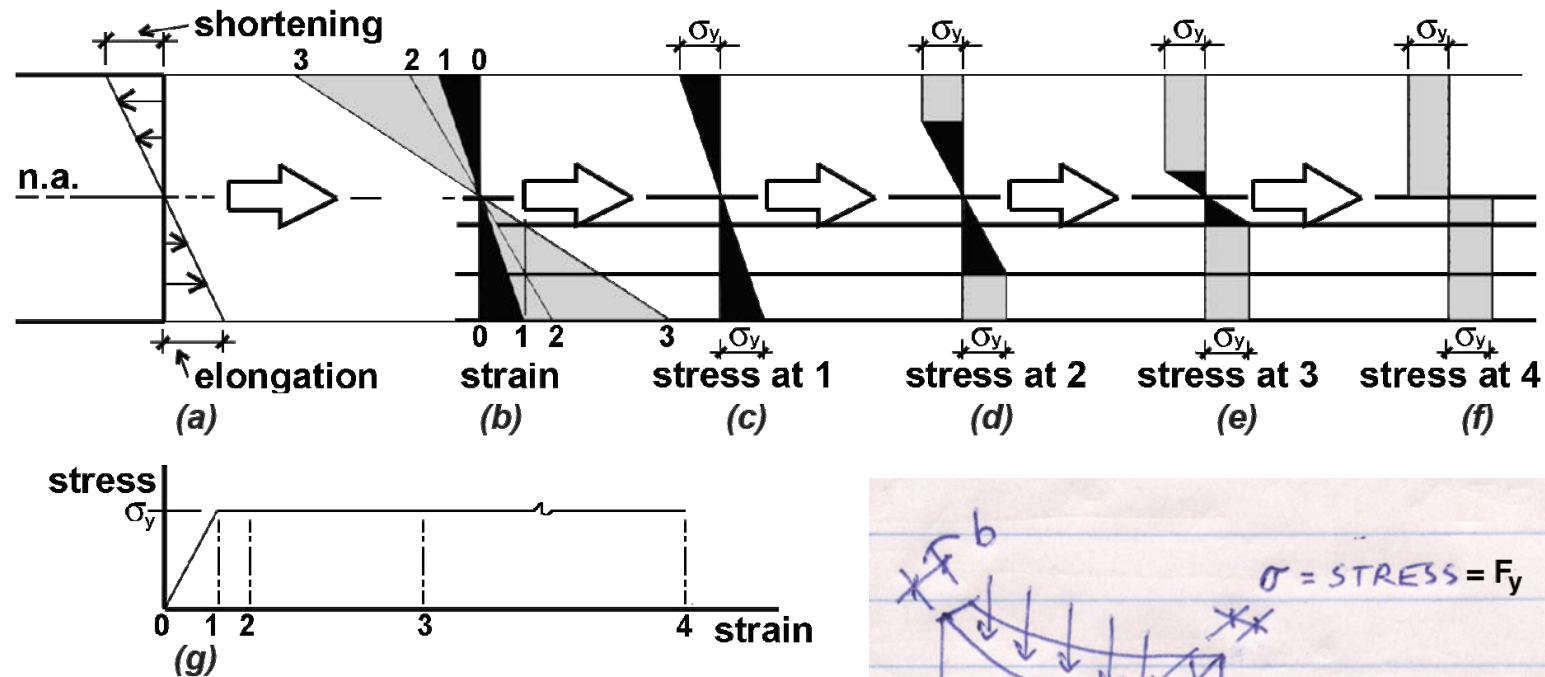 shortening
σy σy σy σy
3 2 1 0
n.a.
0 1 2 3
σy σy σy σy
elongation strain stress at 1 stress at 2 stress at 3 stress at 4
(a) (b) (c) (d) (e) (f)
stress
σy
b
σ = STRESS = Fy
0 1 2 3 4 strain
(g)